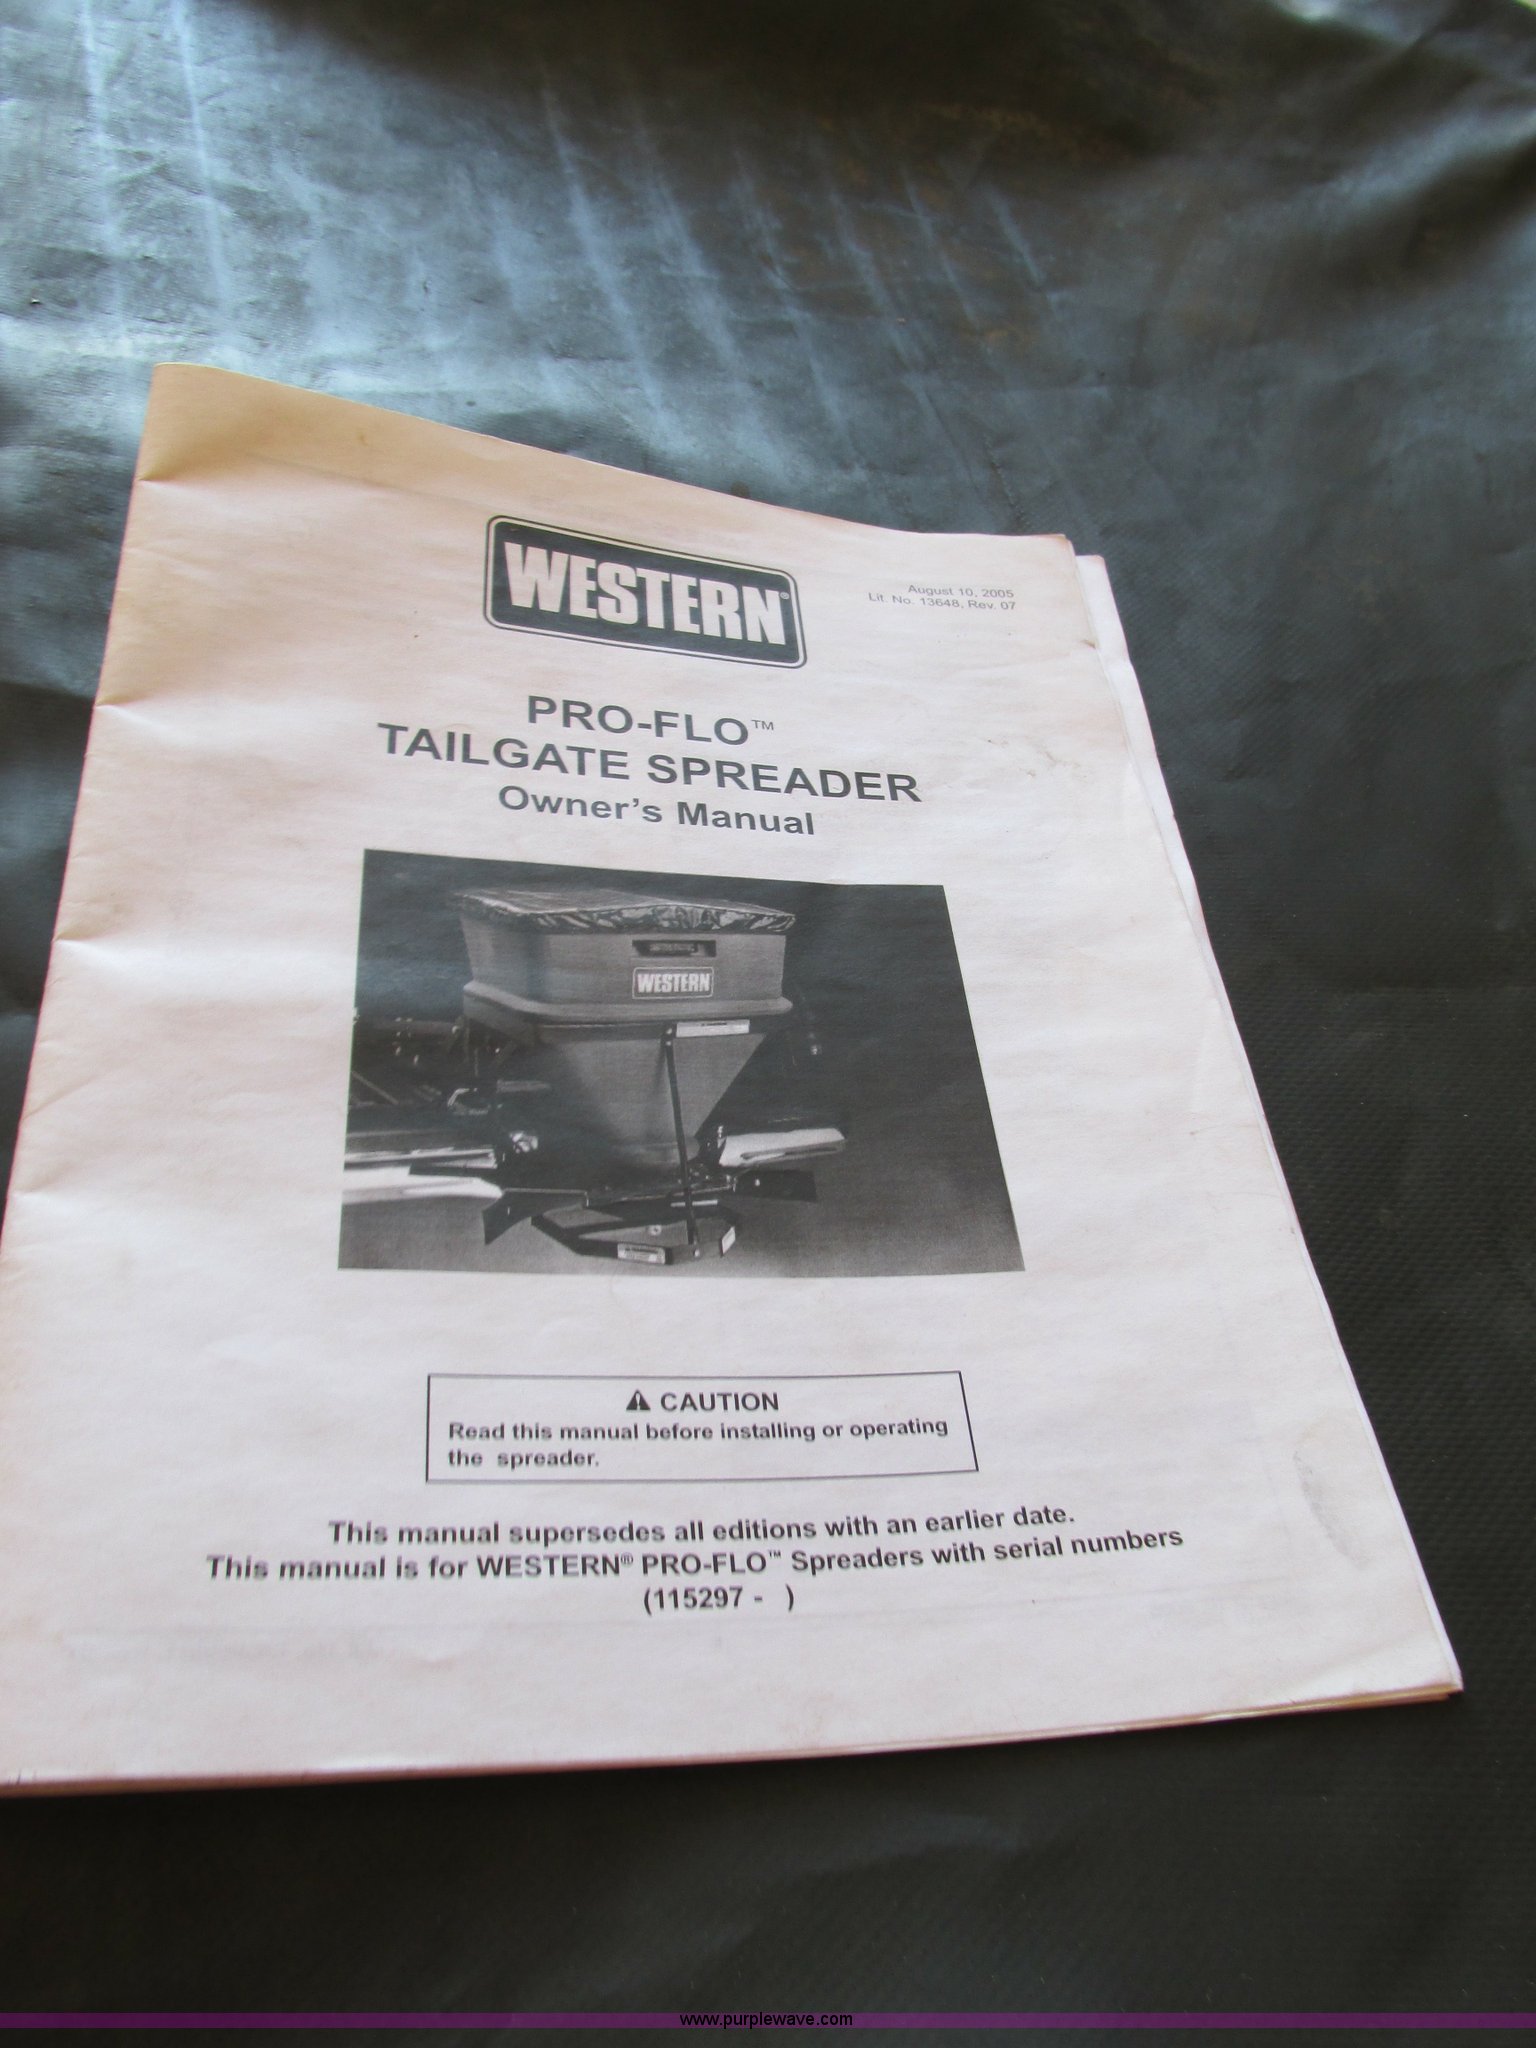 WESTERN®
August 10, 2005
Lit. No. 13648, Rev. 07
PRO-FLO™
TAILGATE SPREADER
Owner's Manual
WESTERN
⚠ CAUTION
Read this manual before installing or operating
the spreader.
This manual supersedes all editions with an earlier date.
This manual is for WESTERN® PRO-FLO™ Spreaders with serial numbers
(115297 - )
www.purplewave.com